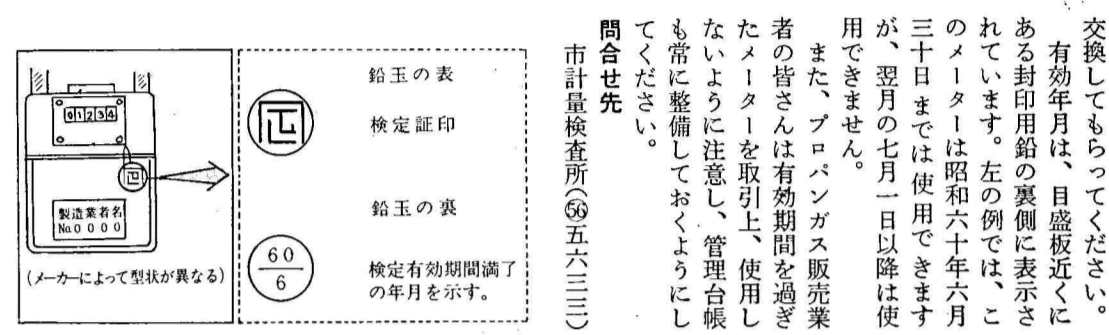 交換してもらってください。
有効年月は、目盛板近くに
ある封印用鉛の裏側に表示さ
れています。左の例では、こ
のメーターは昭和六十年六月
三十日までは使用できます
が、翌月の七月一日以降は使
用できません。
また、プロパンガス販売業
者の皆さんは有効期間を過ぎ
たメーターを取引上、使用し
ないように注意し、管理台帳
も常に整備しておくようにし
てください。
問合せ先
市計量検査所(56五六三三)
鉛玉の表
検定証印
鉛玉の裏
60
6
検定有効期間満了
の年月を示す。
01234
製造業者名
No.0000
(メーカーによって型状が異なる)